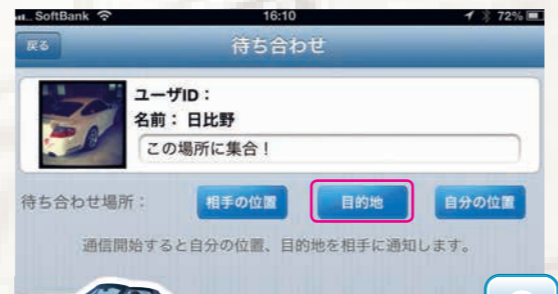 SoftBank 16:10 72%
戻る 待ち合わせ
ユーザID：
名前：日比野
この場所に集合！
待ち合わせ場所： 相手の位置 目的地 自分の位置
通信開始すると自分の位置、目的地を相手に通知します。